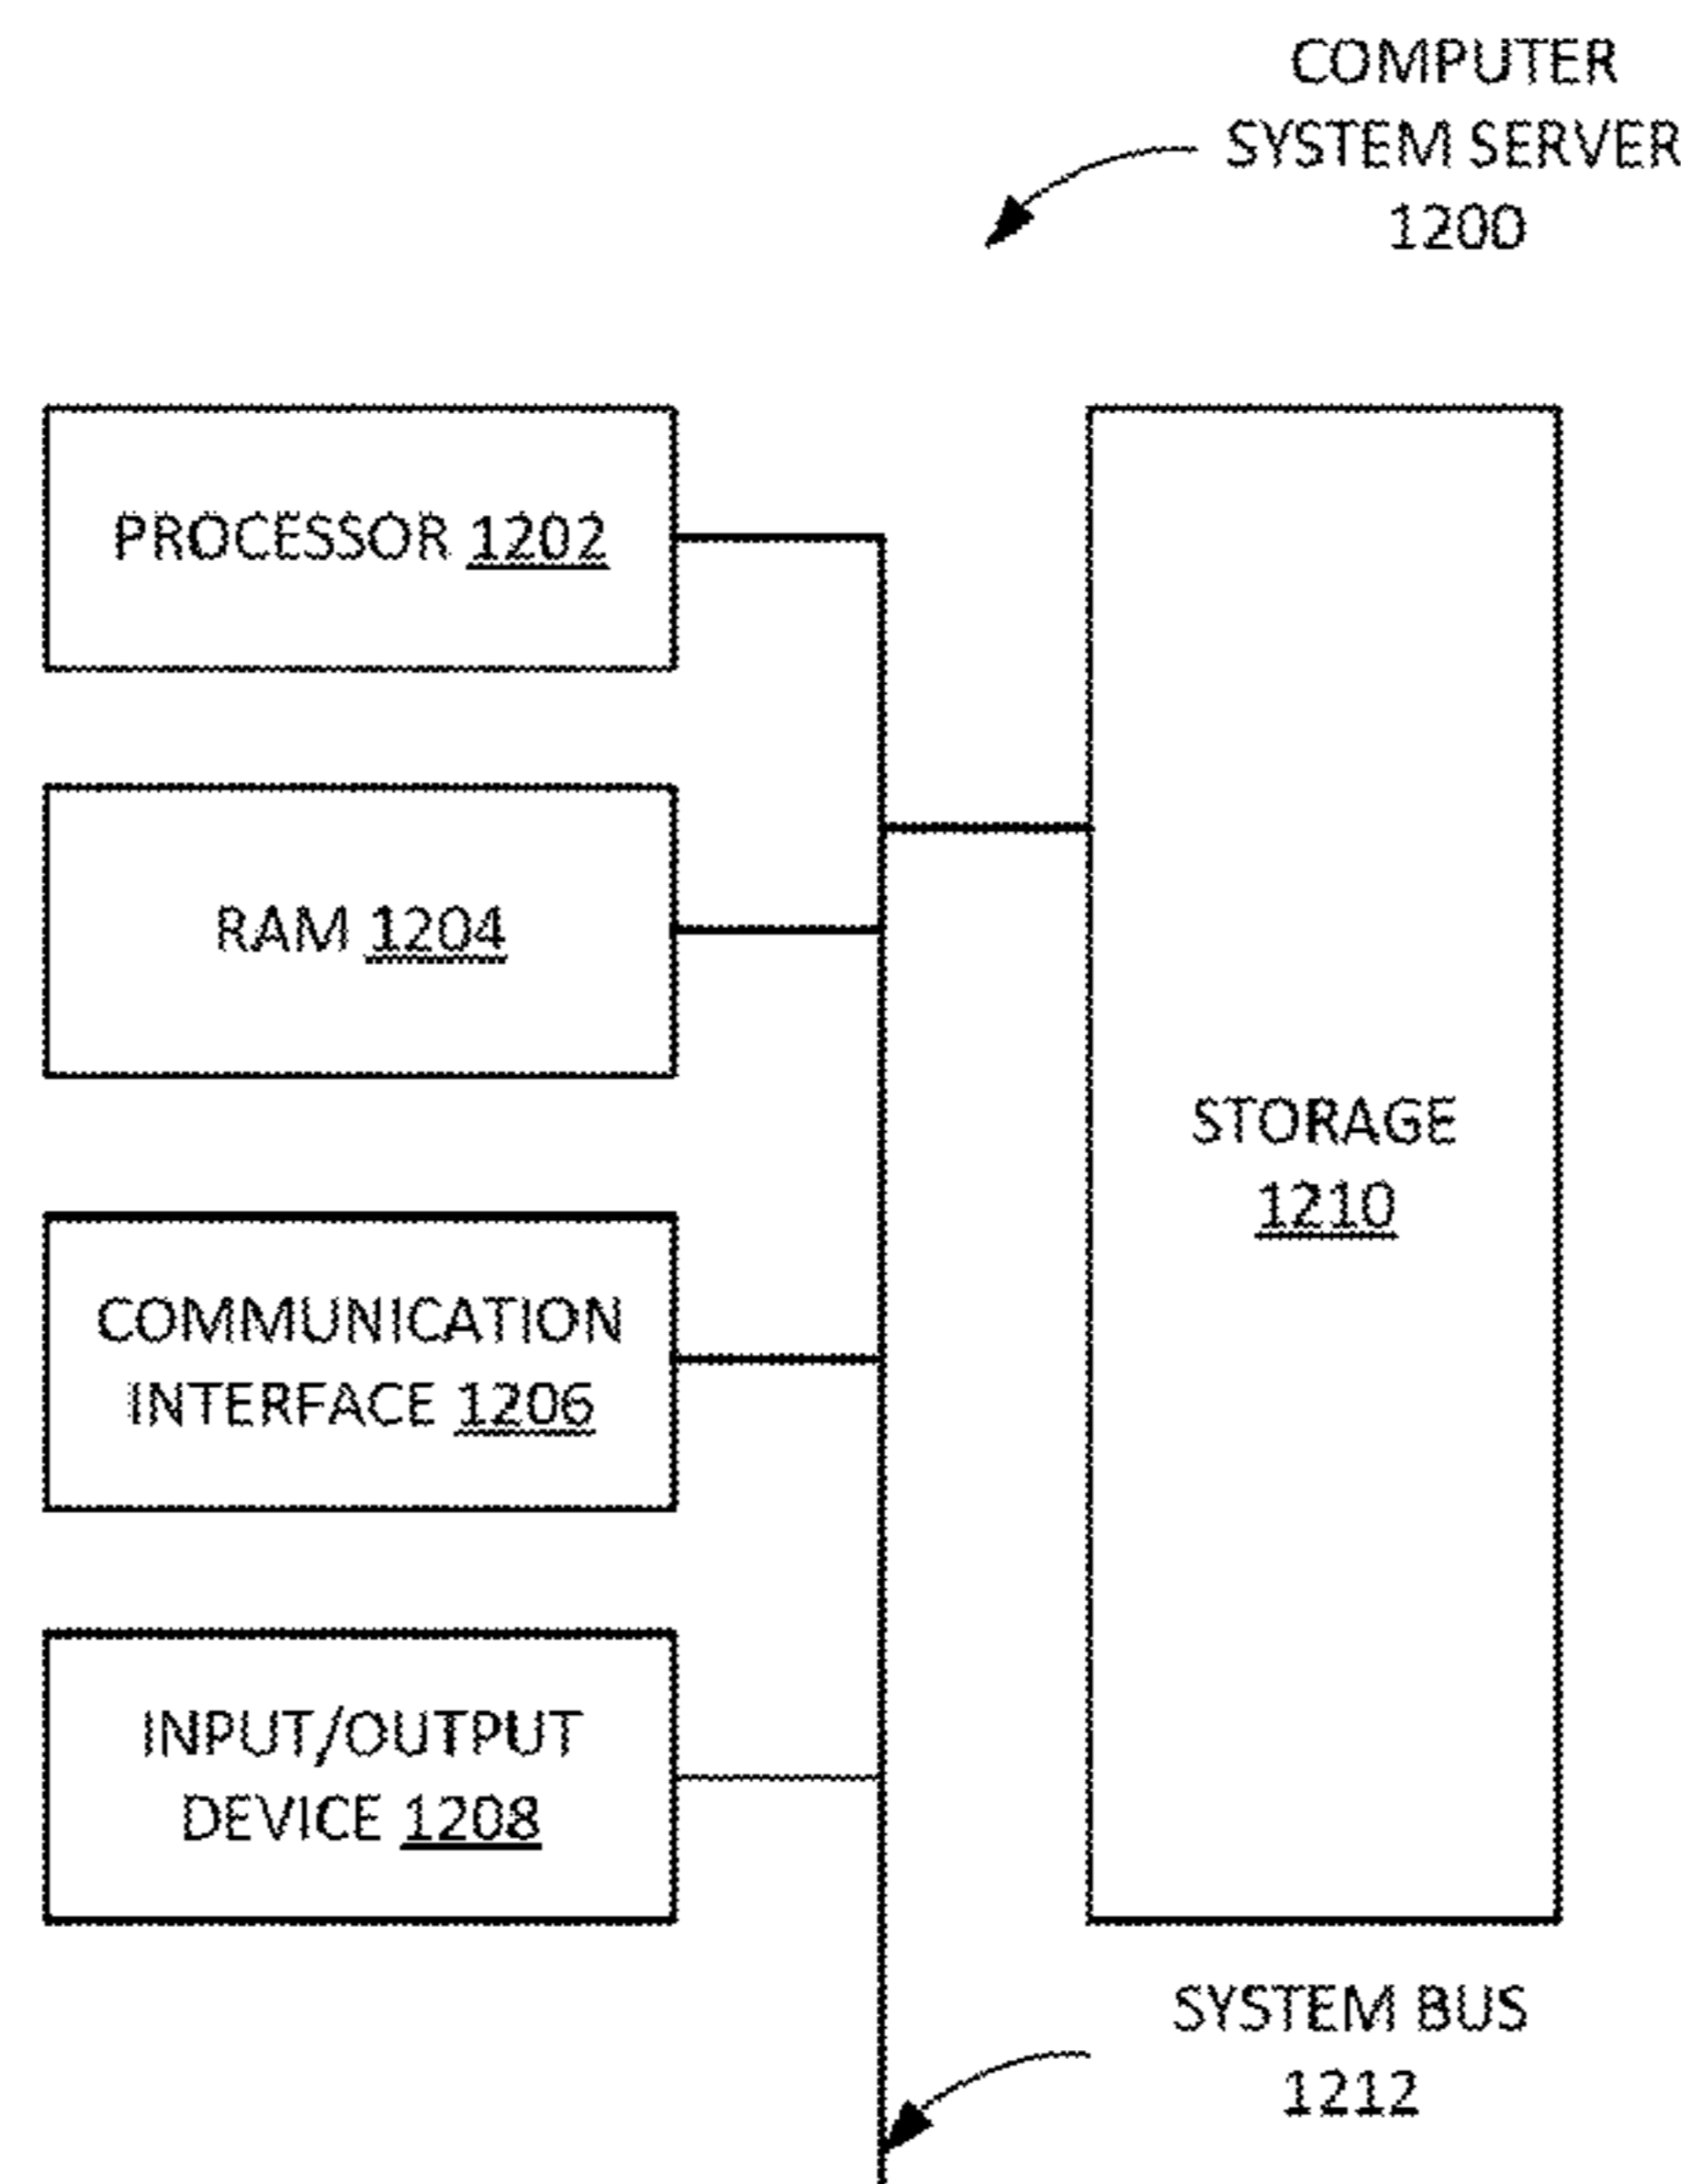 COMPUTER
SYSTEM SERVER
1200
PROCESSOR 1202
RAM 1204
STORAGE
1210
COMMUNICATION
INTERFACE 1206
INPUT/OUTPUT
DEVICE 1208
SYSTEM BUS
1212